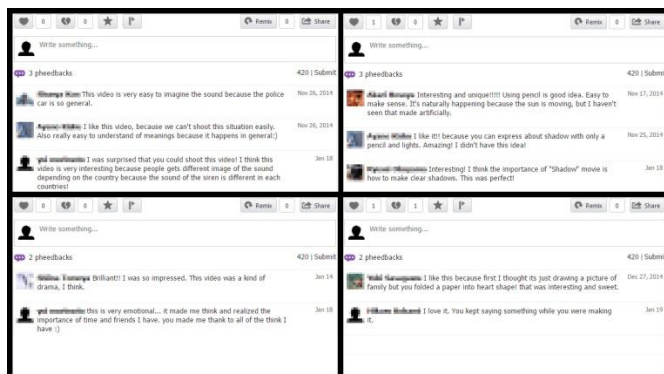 0 0 Remix 0 Share
Write something...
3 pheedbacks 420 | Submit
This video is very easy to imagine the sound because the police Nov 26, 2014
car is so general.
I like this video, because we can't shoot this situation easily. Nov 26, 2014
Also really easy to understand of meanings because it happens in general:)
I was surprised that you could shoot this video! I think this Jan 18
video is very interesting because people gets different image of the sound
depending on the country because the sound of the siren is different in each
countries!
1 0 Remix 0 Share
Write something...
3 pheedbacks 420 | Submit
Interesting and unique!!!!! Using pencil is good idea. Easy to Nov 17, 2014
make sense. It's naturally happening because the sun is moving, but I haven't
seen that made artificially.
I like it!! because you can express about shadow with only a Nov 25, 2014
pencil and lights. Amazing! I didn't have this idea!
Interesting! I think the importance of "Shadow" movie is Jan 18
how to make clear shadows. This was perfect!
0 0 Remix 0 Share
Write something...
2 pheedbacks 420 | Submit
Brilliant!! I was so impressed. This video was a kind of Jan 14
drama, I think.
this is very emotional... it made me think and realized the Jan 18
importance of time and friends I have. you made me thank to all of the think I
have :)
1 1 Remix 0 Share
Write something...
2 pheedbacks 420 | Submit
I like this because first I thought its just drawing a picture of Dec 27, 2014
family but you folded a paper into heart shape! that was interesting and sweet.
I love it. You kept saying something while you were making Jan 19
it.